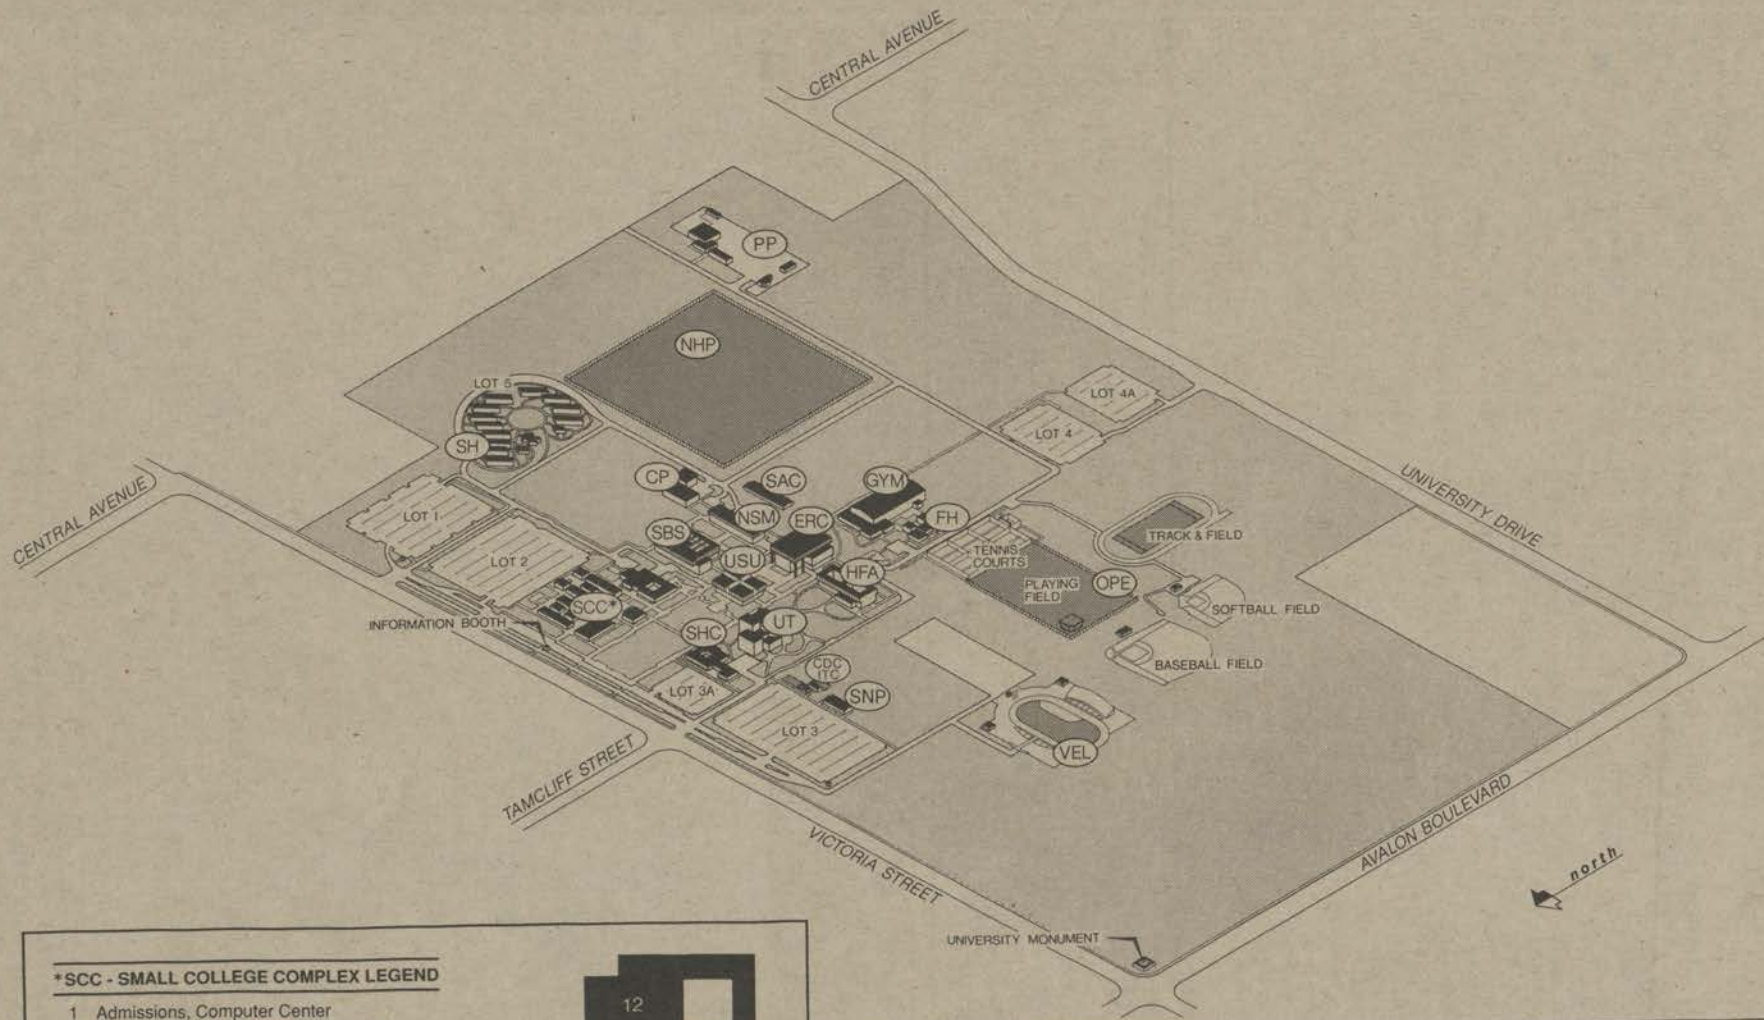 CENTRAL AVENUE
PP
NHP
LOT 5
SH
LOT 4A
LOT 4
CENTRAL AVENUE
LOT 1
CP
SAC
GYM
UNIVERSITY DRIVE
LOT 2
SBS
NSM
ERC
FH
TRACK & FIELD
USU
TENNIS
COURTS
HFA
PLAYING
FIELD
OPE
SCC*
SOFTBALL FIELD
INFORMATION BOOTH
SHC
UT
BASEBALL FIELD
CDC
ITC
LOT 3A
SNP
LOT 3
VEL
TAMCLIFF STREET
VICTORIA STREET
AVALON BOULEVARD
north
UNIVERSITY MONUMENT
*SCC - SMALL COLLEGE COMPLEX LEGEND
1 Admissions, Computer Center
12